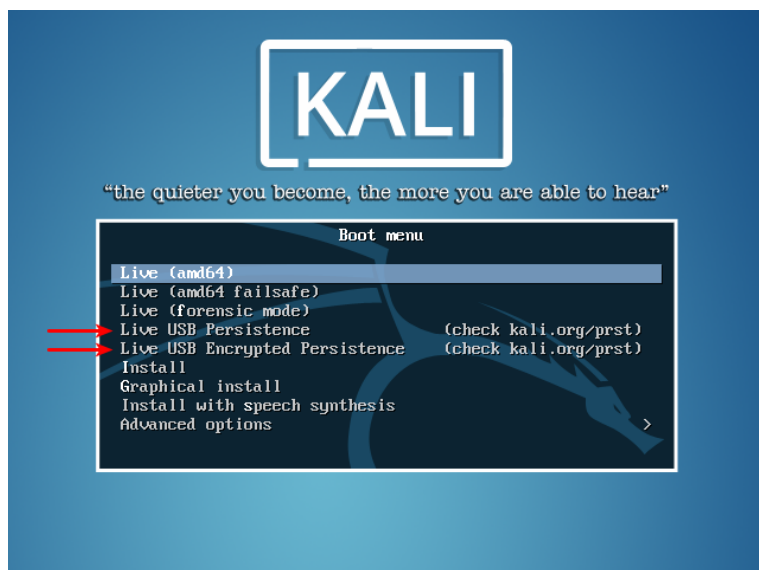 KALI
“the quieter you become, the more you are able to hear”
Boot menu
Live (amd64)
Live (amd64 failsafe)
Live (forensic mode)
Live USB Persistence (check kali.org/prst)
Live USB Encrypted Persistence (check kali.org/prst)
Install
Graphical install
Install with speech synthesis
Advanced options >